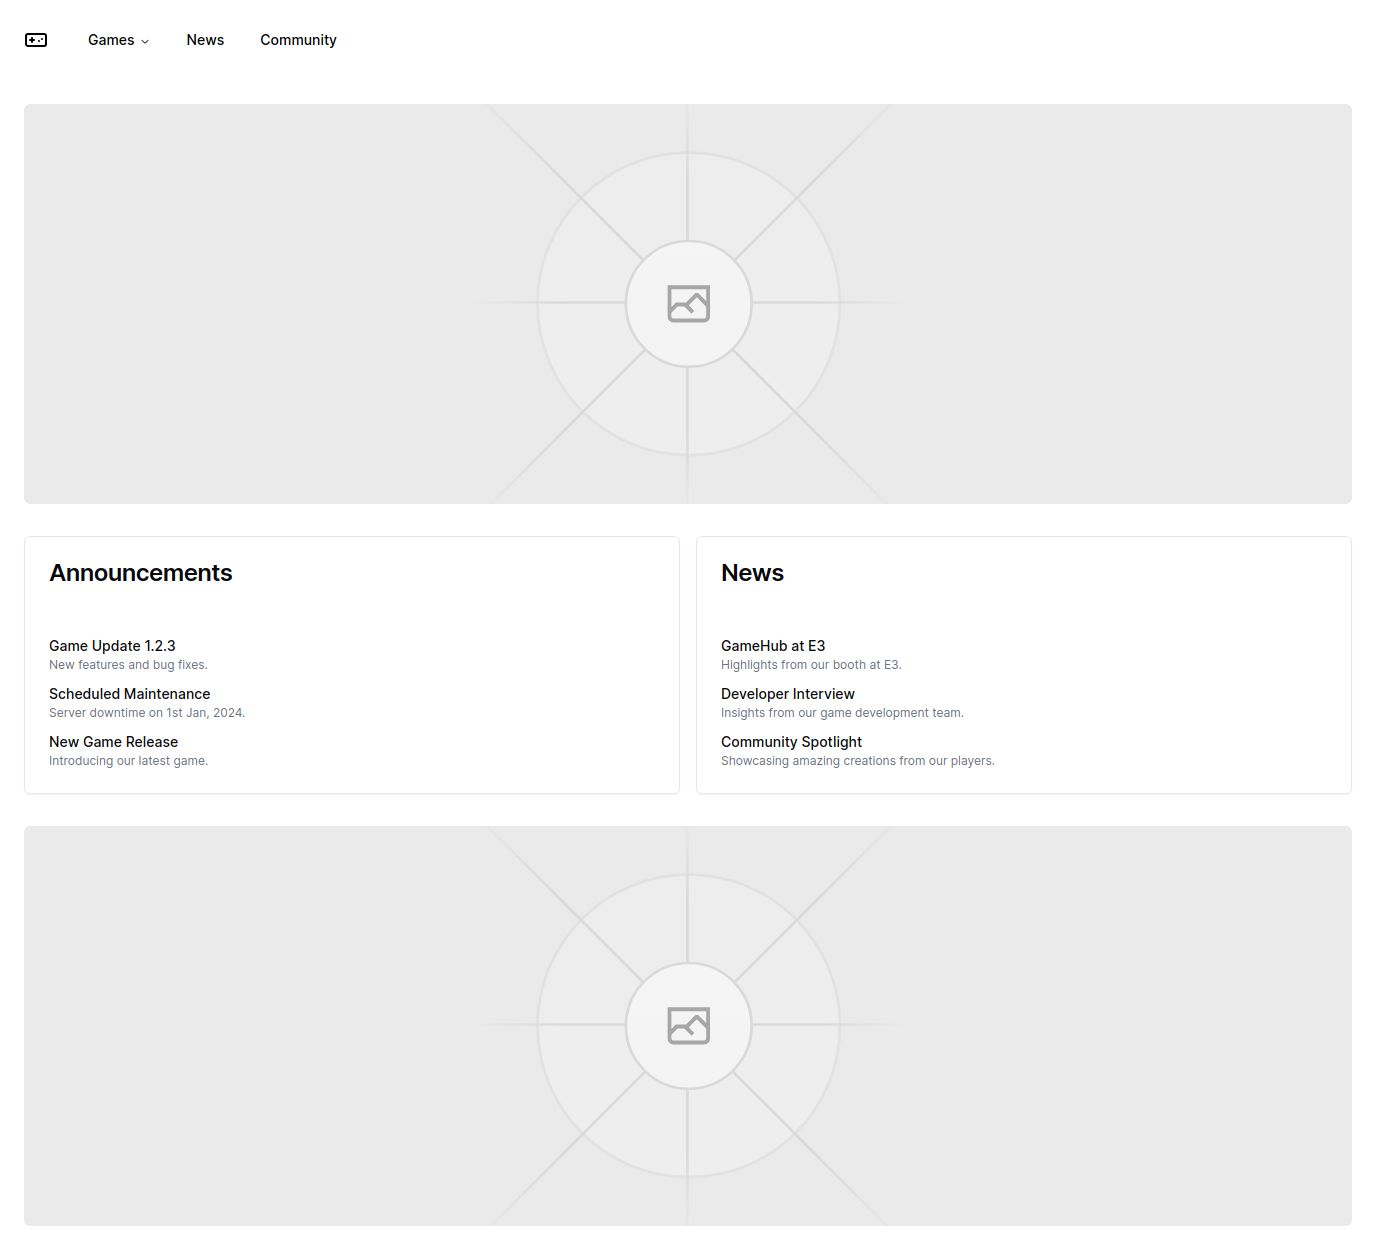 Games
News
Community
Announcements
Game Update 1.2.3
New features and bug fixes.
Scheduled Maintenance
Server downtime on 1st Jan, 2024.
New Game Release
Introducing our latest game.
News
GameHub at E3
Highlights from our booth at E3.
Developer Interview
Insights from our game development team.
Community Spotlight
Showcasing amazing creations from our players.